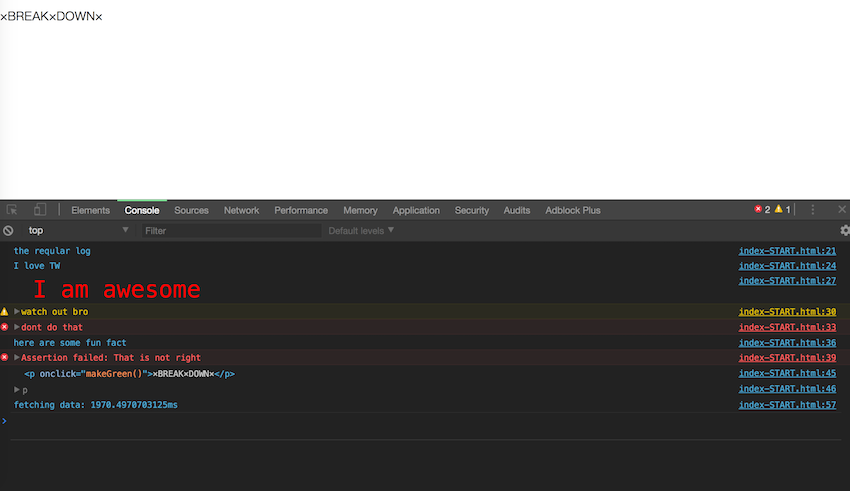 ×BREAK×DOWN×
Elements Console Sources Network Performance Memory Application Security Audits Adblock Plus 2 1
top Filter Default levels
the reqular log index-START.html:21
I love TW index-START.html:24
index-START.html:27
I am awesome
watch out bro index-START.html:30
dont do that index-START.html:33
here are some fun fact index-START.html:36
Assertion failed: That is not right index-START.html:39
<p onclick="makeGreen()">×BREAK×DOWN×</p> index-START.html:45
p index-START.html:46
fetching data: 1970.4970703125ms index-START.html:57